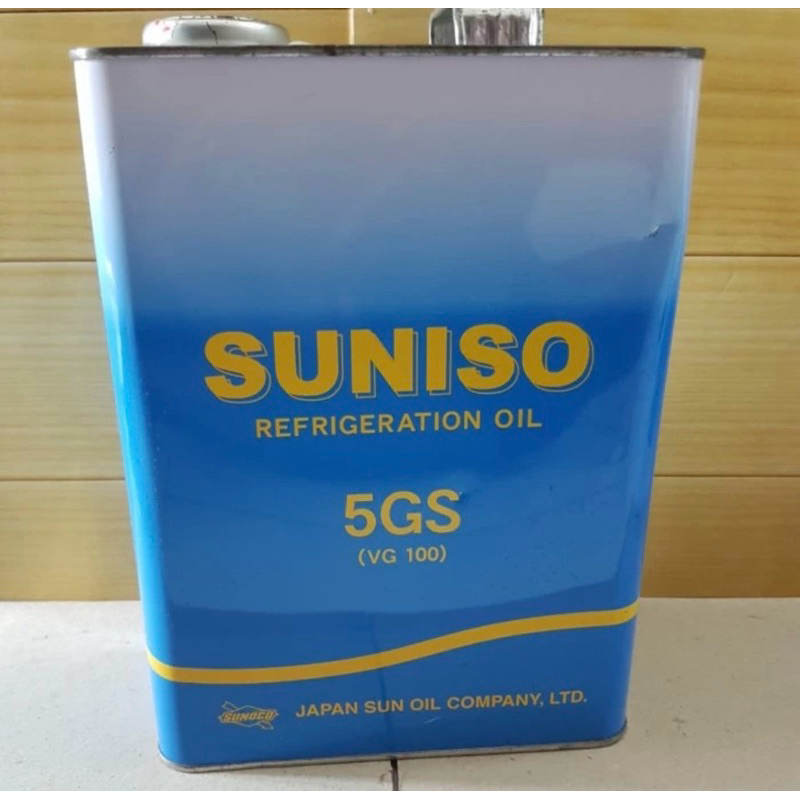 SUNISO
REFRIGERATION OIL
5GS
(VG 100)
SUNOCO
JAPAN SUN OIL COMPANY, LTD.